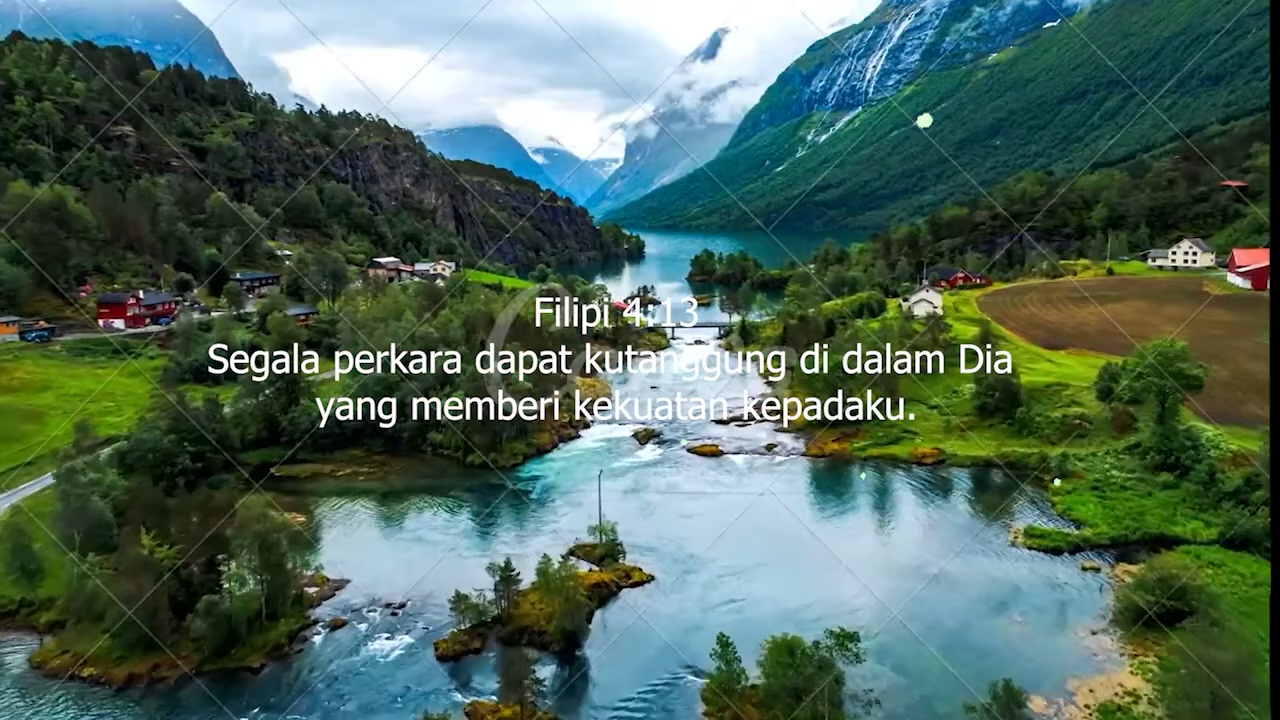 Filipi 4:13
Segala perkara dapat kutanggung di dalam Dia
yang memberi kekuatan kepadaku.